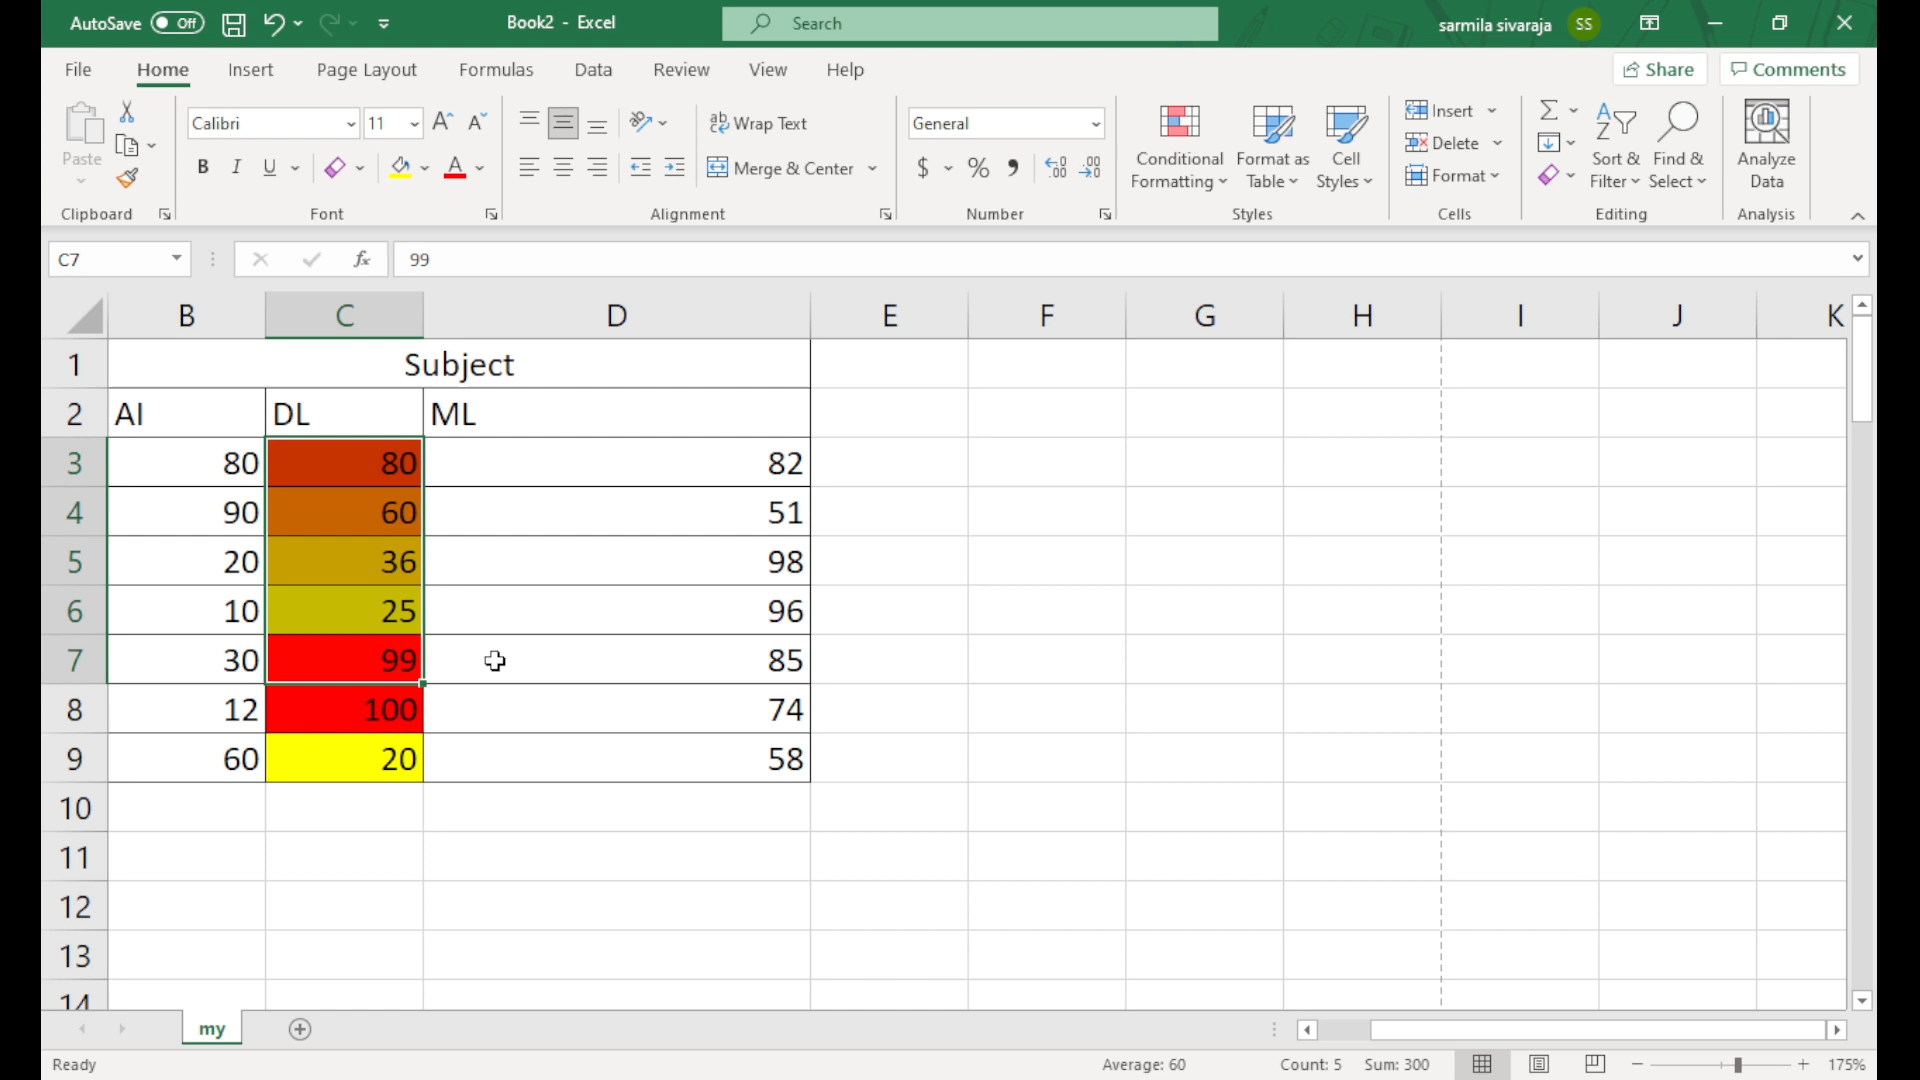 AutoSave Off Book2 - Excel Search sarmila sivaraja SS
File Home Insert Page Layout Formulas Data Review View Help Share Comments
Paste Calibri 11 Wrap Text General Conditional Formatting Format as Table Cell Styles Insert Sort & Filter Find & Select Analyze Data
B I U A Merge & Center $ % Delete
Format
Clipboard Font Alignment Number Styles Cells Editing Analysis
C7 fx 99
B C D E F G H I J K
1 Subject
2 AI DL ML
3 80 80 82
4 90 60 51
5 20 36 98
6 10 25 96
7 30 99 85
8 12 100 74
9 60 20 58
10
11
12
13
14
my
Ready Average: 60 Count: 5 Sum: 300 175%